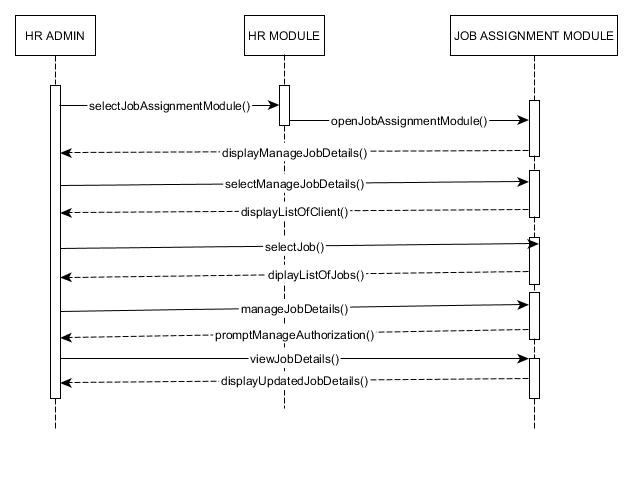 HR ADMIN
HR MODULE
JOB ASSIGNMENT MODULE
selectJobAssignmentModule()
openJobAssignmentModule()
displayManageJobDetails()
selectManageJobDetails()
displayListOfClient()
selectJob()
diplayListOfJobs()
manageJobDetails()
promptManageAuthorization()
viewJobDetails()
displayUpdatedJobDetails()